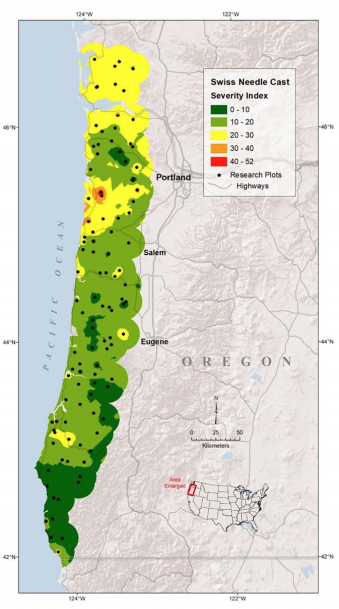 124°W
122°W
Swiss Needle Cast
Severity Index
0 - 10
10 - 20
20 - 30
30 - 40
40 - 52
Research Plots
Highways
46°N
46°N
Portland
PACIFIC OCEAN
Salem
44°N
44°N
Eugene
OREGON
N
0 25 50
Kilometers
Area
Enlarged
42°N
42°N
124°W
122°W